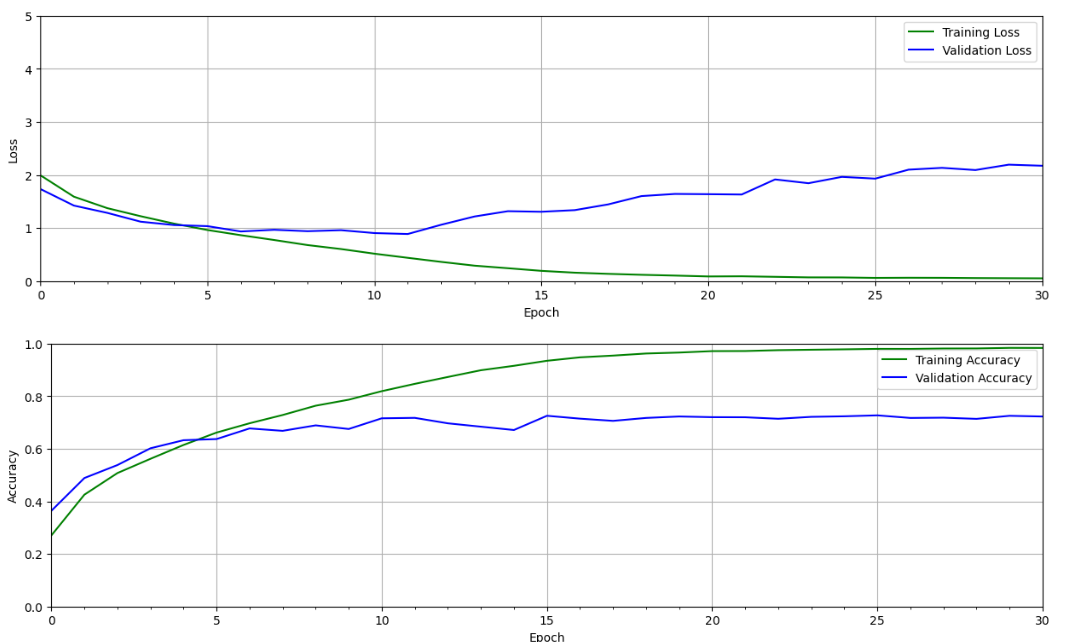 5
4
3
2
1
0
Loss
Training Loss
Validation Loss
0 5 10 15 20 25 30
Epoch
1.0
0.8
0.6
0.4
0.2
0.0
Accuracy
Training Accuracy
Validation Accuracy
0 5 10 15 20 25 30
Epoch